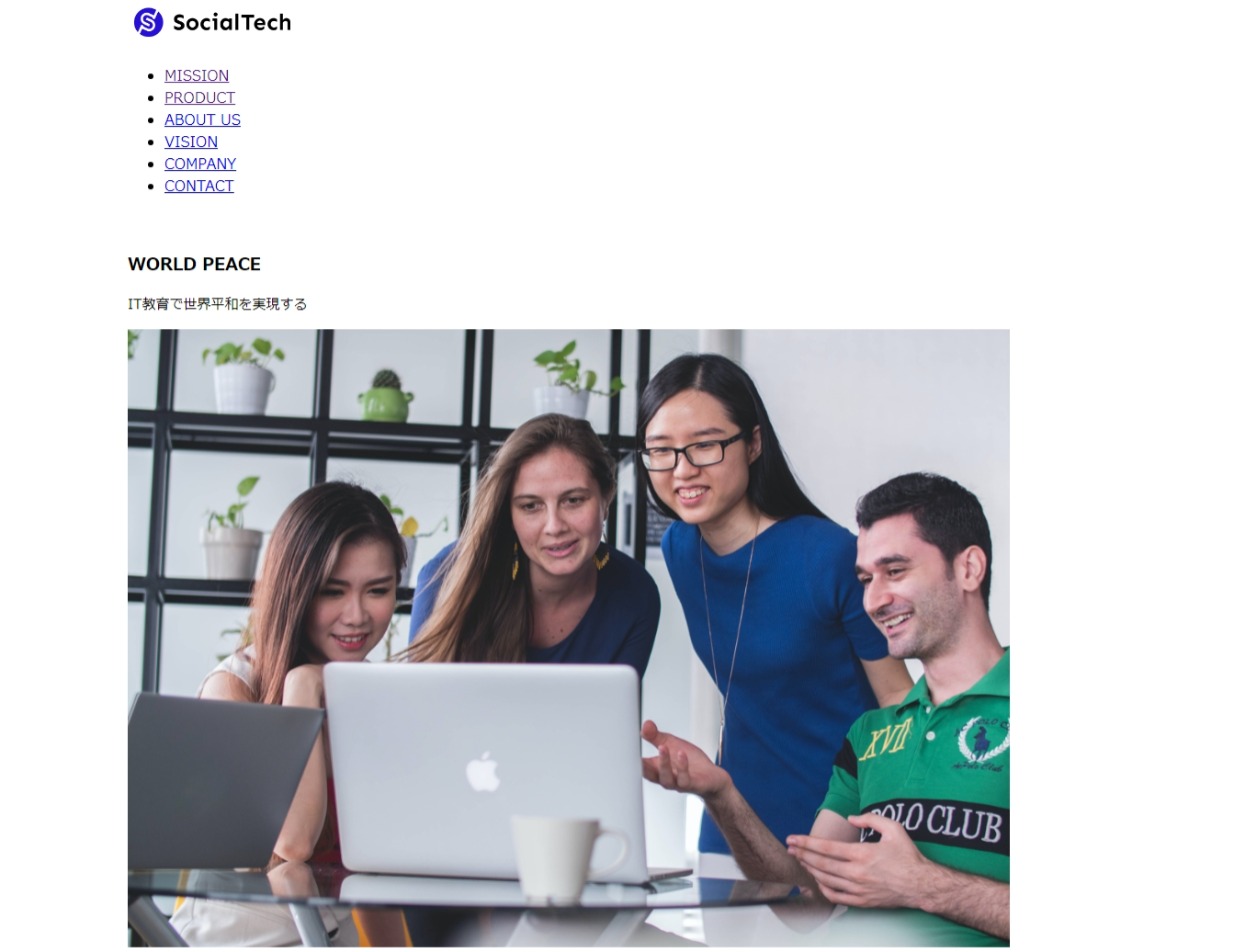 SocialTech
MISSION
PRODUCT
ABOUT US
VISION
COMPANY
CONTACT
WORLD PEACE
IT教育で世界平和を実現する
XVII
POLO CLUB